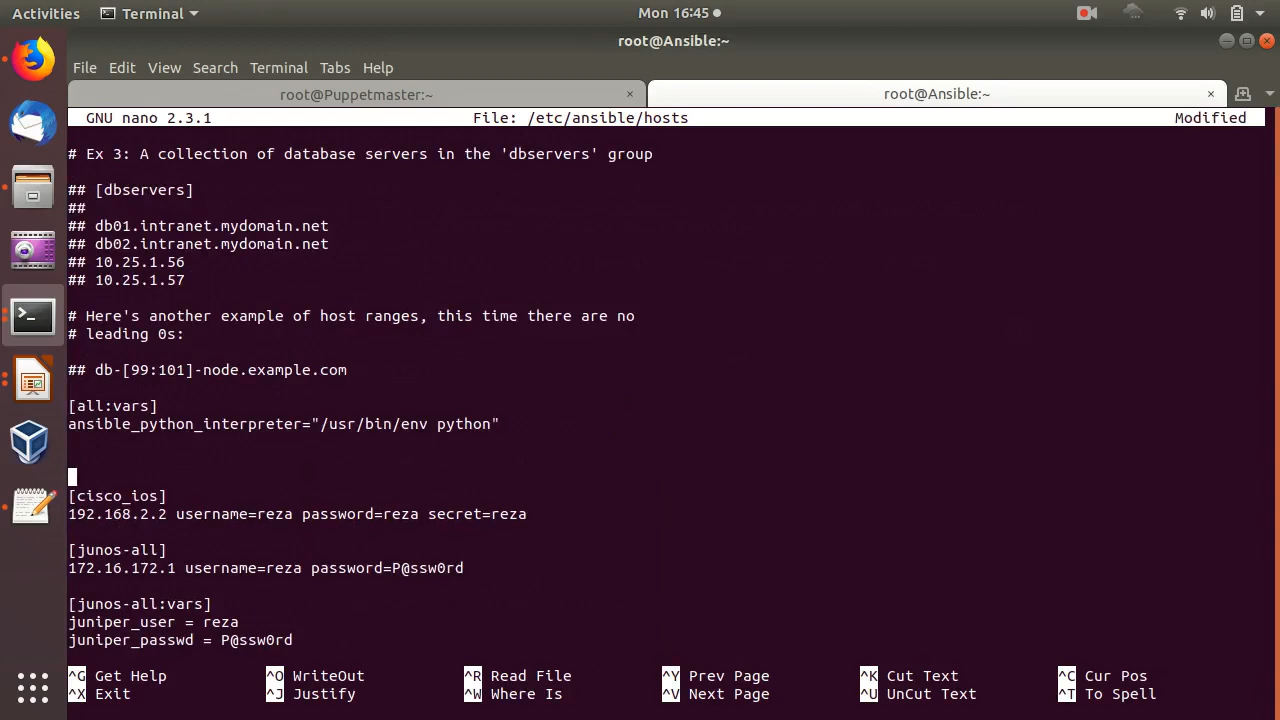 Activities Terminal Mon 16:45
root@Ansible:~
File Edit View Search Terminal Tabs Help
root@Puppetmaster:~ × root@Ansible:~ ×
GNU nano 2.3.1 File: /etc/ansible/hosts Modified
# Ex 3: A collection of database servers in the 'dbservers' group
## [dbservers]
##
## db01.intranet.mydomain.net
## db02.intranet.mydomain.net
## 10.25.1.56
## 10.25.1.57
# Here's another example of host ranges, this time there are no
# leading 0s:
## db-[99:101]-node.example.com
[all:vars]
ansible_python_interpreter="/usr/bin/env python"
[cisco_ios]
192.168.2.2 username=reza password=reza secret=reza
[junos-all]
172.16.172.1 username=reza password=P@ssw0rd
[junos-all:vars]
juniper_user = reza
juniper_passwd = P@ssw0rd
^G Get Help ^O WriteOut ^R Read File ^Y Prev Page ^K Cut Text ^C Cur Pos
^X Exit ^J Justify ^W Where Is ^V Next Page ^U UnCut Text ^T To Spell